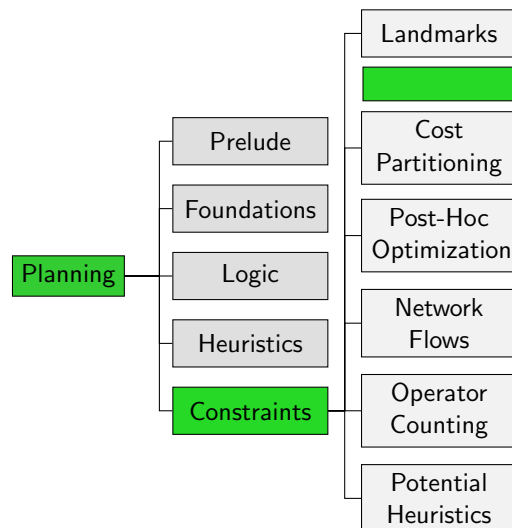 Planning
Prelude
Foundations
Logic
Heuristics
Constraints
Landmarks
Cost
Partitioning
Post-Hoc
Optimization
Network
Flows
Operator
Counting
Potential
Heuristics